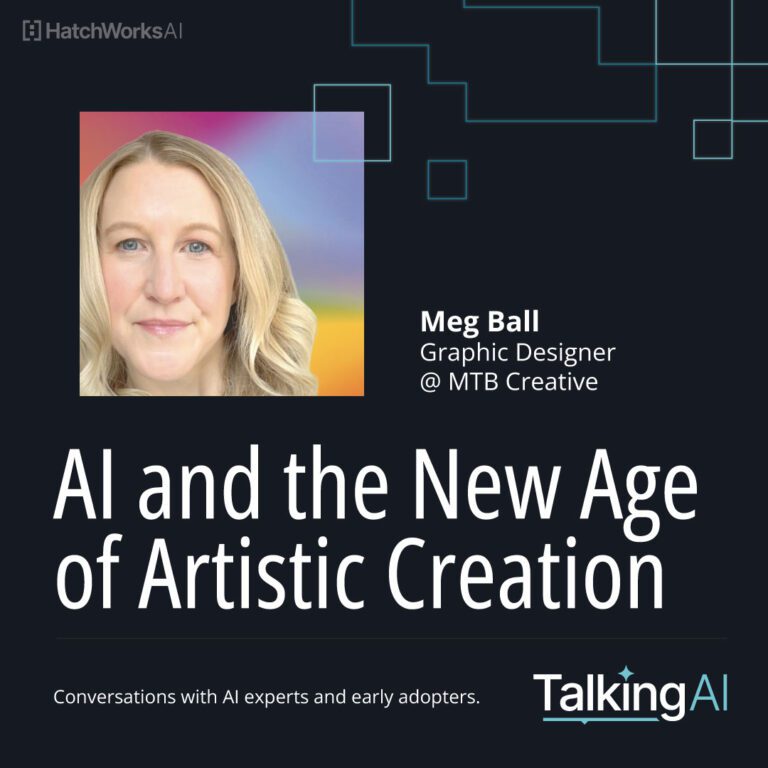 HatchWorksAI
Meg Ball
Graphic Designer
@ MTB Creative
AI and the New Age
of Artistic Creation
Conversations with AI experts and early adopters.
TalkingAI